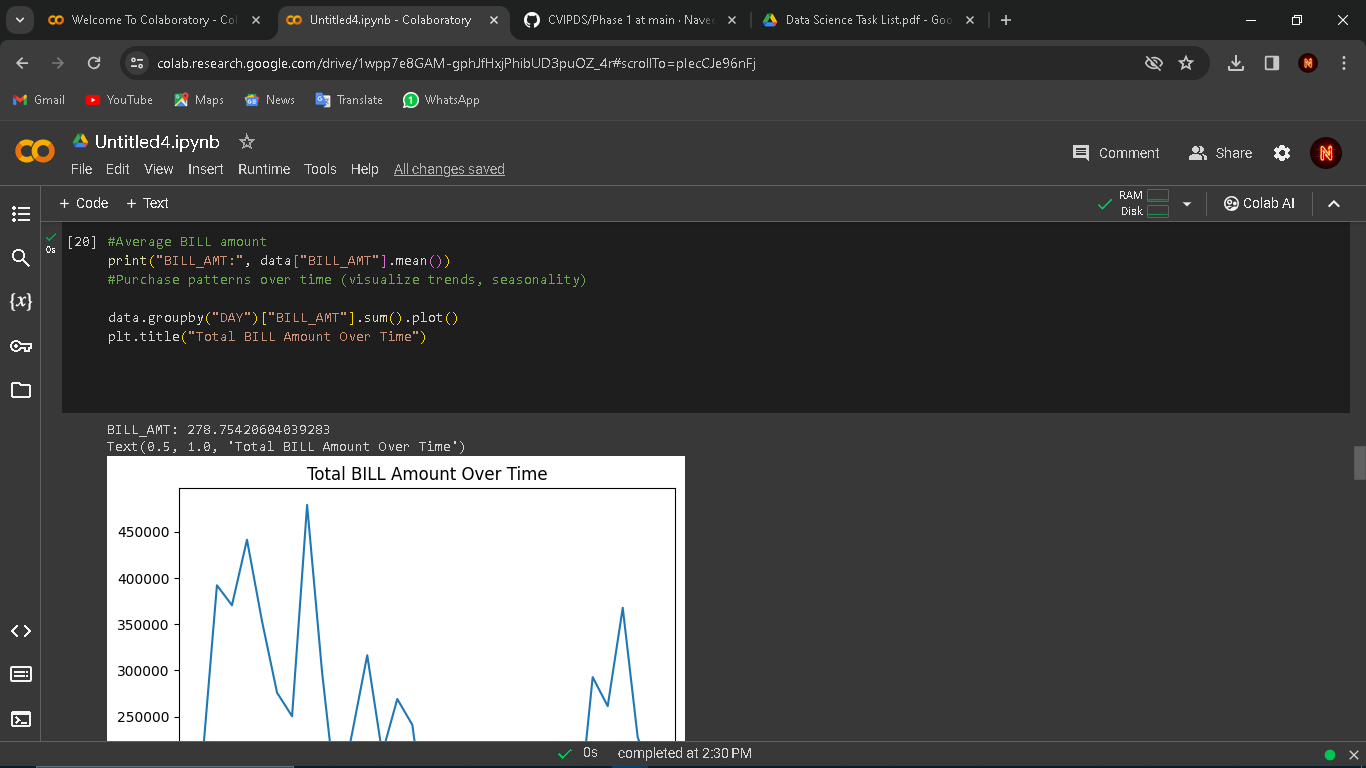 Welcome To Colaboratory - Col
Untitled4.ipynb - Colaboratory
CVIPDS/Phase 1 at main · Navee
Data Science Task List.pdf - Goo
colab.research.google.com/drive/1wpp7e8GAM-gphJfHxjPhibUD3puOZ_4r#scrollTo=pIecCJe96nFj
N
Gmail
YouTube
Maps
News
Translate
1
WhatsApp
Untitled4.ipynb
Comment
Share
N
File Edit View Insert Runtime Tools Help All changes saved
+ Code + Text
RAM
Disk
Colab AI
0s
[20] #Average BILL amount
print("BILL_AMT:", data["BILL_AMT"].mean())
#Purchase patterns over time (visualize trends, seasonality)
data.groupby("DAY")["BILL_AMT"].sum().plot()
plt.title("Total BILL Amount Over Time")
{x}
BILL_AMT: 278.75420604039283
Text(0.5, 1.0, 'Total BILL Amount Over Time')
Total BILL Amount Over Time
450000
400000
350000
300000
250000
0s completed at 2:30 PM